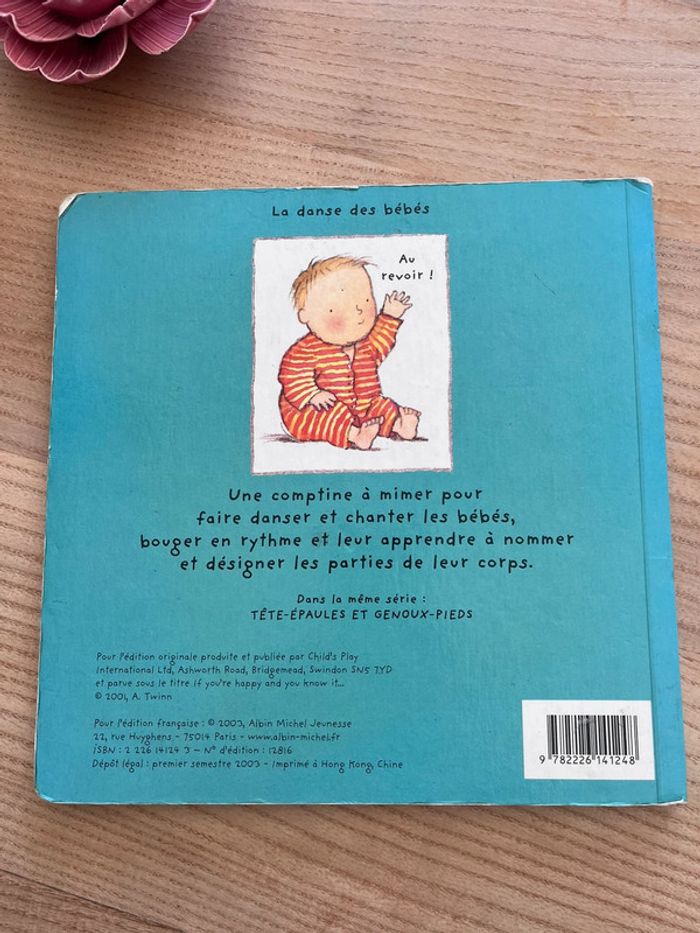 La danse des bébés
Au
revoir !
Une comptine à mimer pour
faire danser et chanter les bébés,
bouger en rythme et leur apprendre à nommer
et désigner les parties de leur corps.
Dans la même série :
TÊTE-ÉPAULES ET GENOUX-PIEDS
Pour l'édition originale produite et publiée par Child's Play
International Ltd, Ashworth Road, Bridgemead, Swindon SN5 7YD
et parue sous le titre if you're happy and you know it...
© 2001, A. Twinn
Pour l'édition française : © 2003, Albin Michel Jeunesse
22, rue Huyghens - 75014 Paris - www.albin-michel.fr
ISBN : 2 226 14124 3 - N° d'édition : 12816
Dépôt légal : premier semestre 2003 - Imprimé à Hong Kong, Chine
9 782226 141248